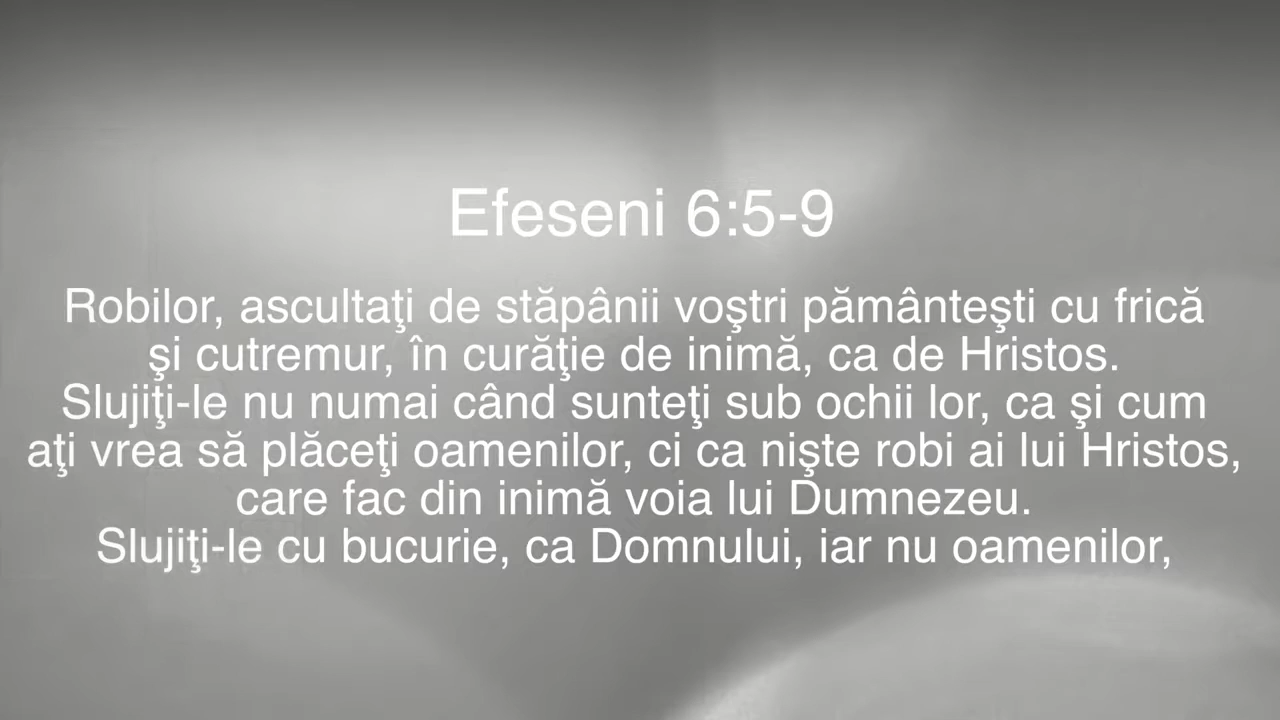 Efeseni 6:5-9
Robilor, ascultaţi de stăpânii voştri pământeşti cu frică
şi cutremur, în curăţie de inimă, ca de Hristos.
Slujiţi-le nu numai când sunteţi sub ochii lor, ca şi cum
aţi vrea să plăceţi oamenilor, ci ca nişte robi ai lui Hristos,
care fac din inimă voia lui Dumnezeu.
Slujiţi-le cu bucurie, ca Domnului, iar nu oamenilor,